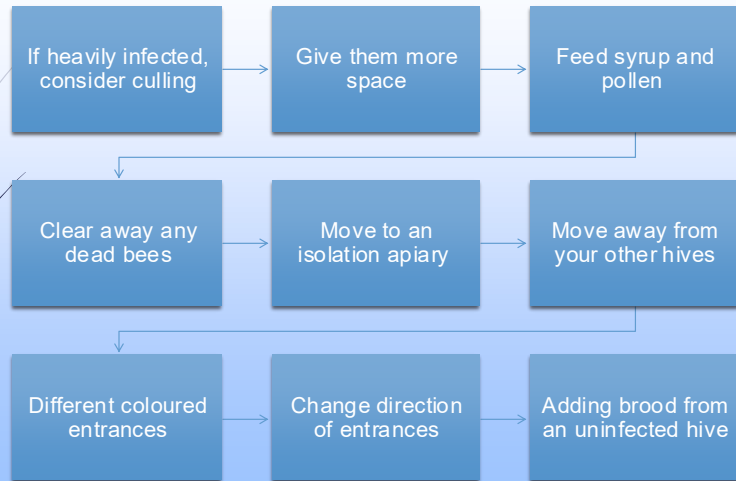 If heavily infected,
consider culling
Give them more
space
Feed syrup and
pollen
Clear away any
dead bees
Move to an
isolation apiary
Move away from
your other hives
Different coloured
entrances
Change direction
of entrances
Adding brood from
an uninfected hive